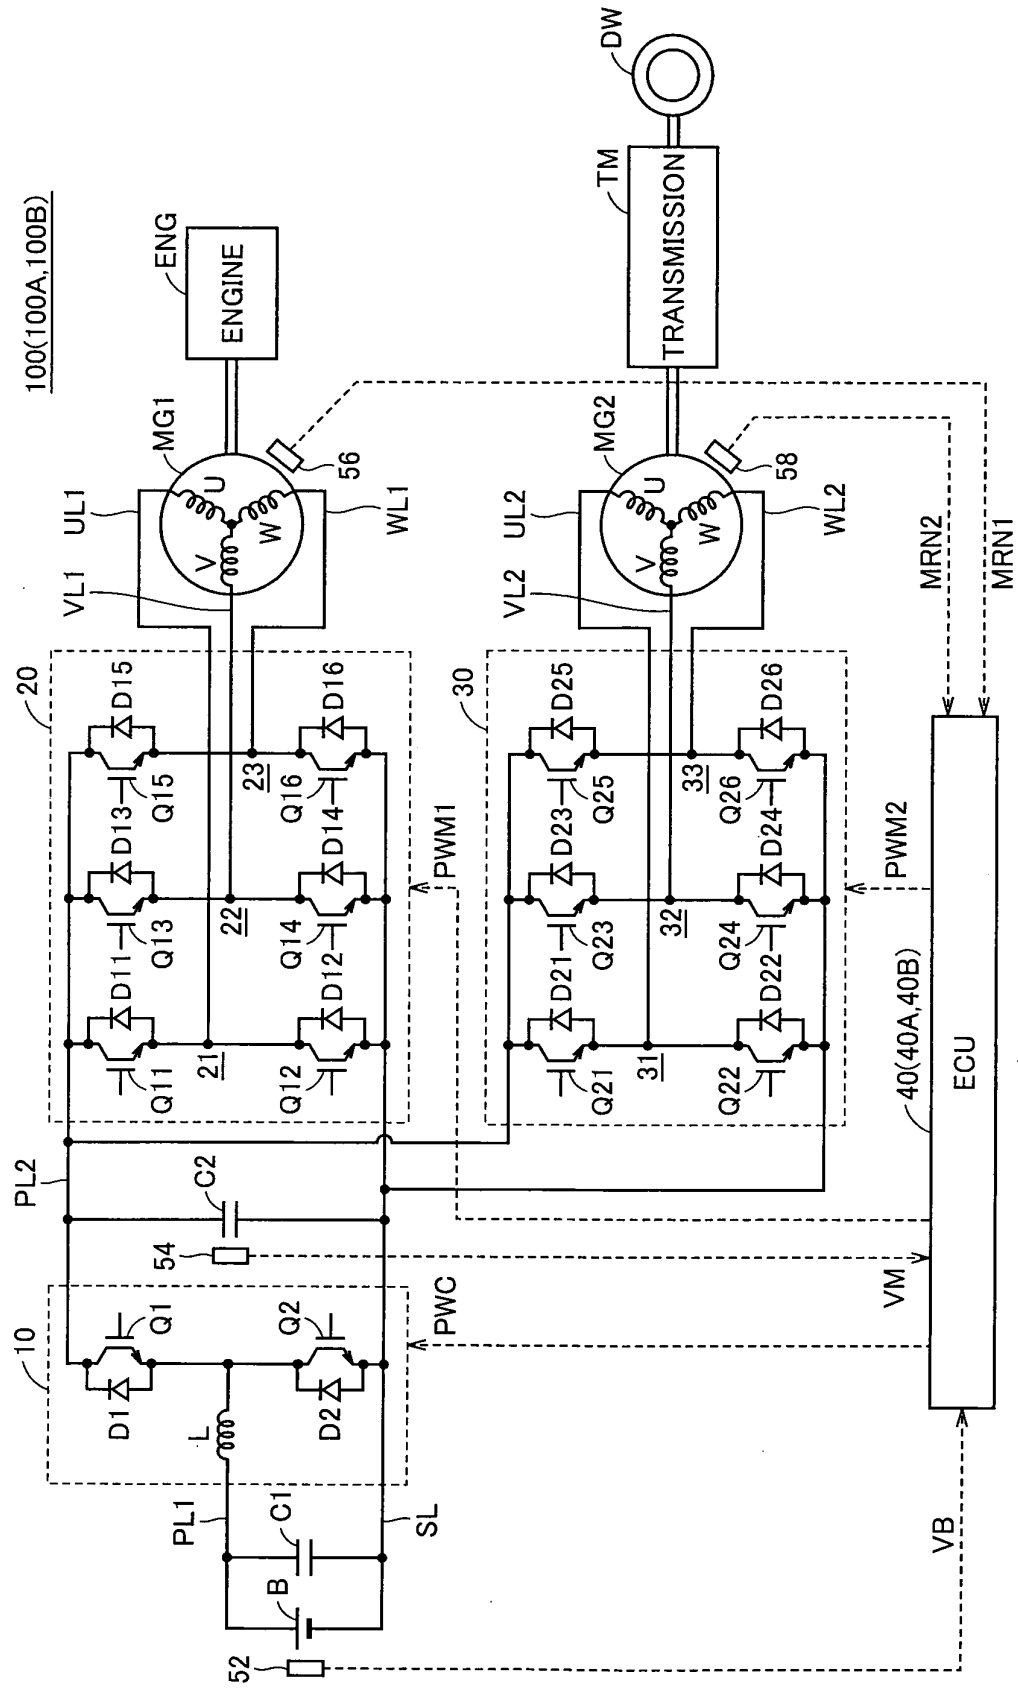 100(100A,100B)
20
10
PL2
PL1
SL
52
B
C1
L
D1
Q1
D2
Q2
54
C2
Q11
D11
Q13
D13
Q15
D15
21
22
23
Q12
D12
Q14
D14
Q16
D16
UL1
VL1
WL1
MG1
U
V
W
56
ENG
ENGINE
PWC
PWM1
30
Q21
D21
Q23
D23
Q25
D25
31
32
33
Q22
D22
Q24
D24
Q26
D26
UL2
VL2
WL2
MG2
U
V
W
58
TM
TRANSMISSION
DW
VB
VM
PWM2
MRN2
MRN1
40(40A,40B)
ECU